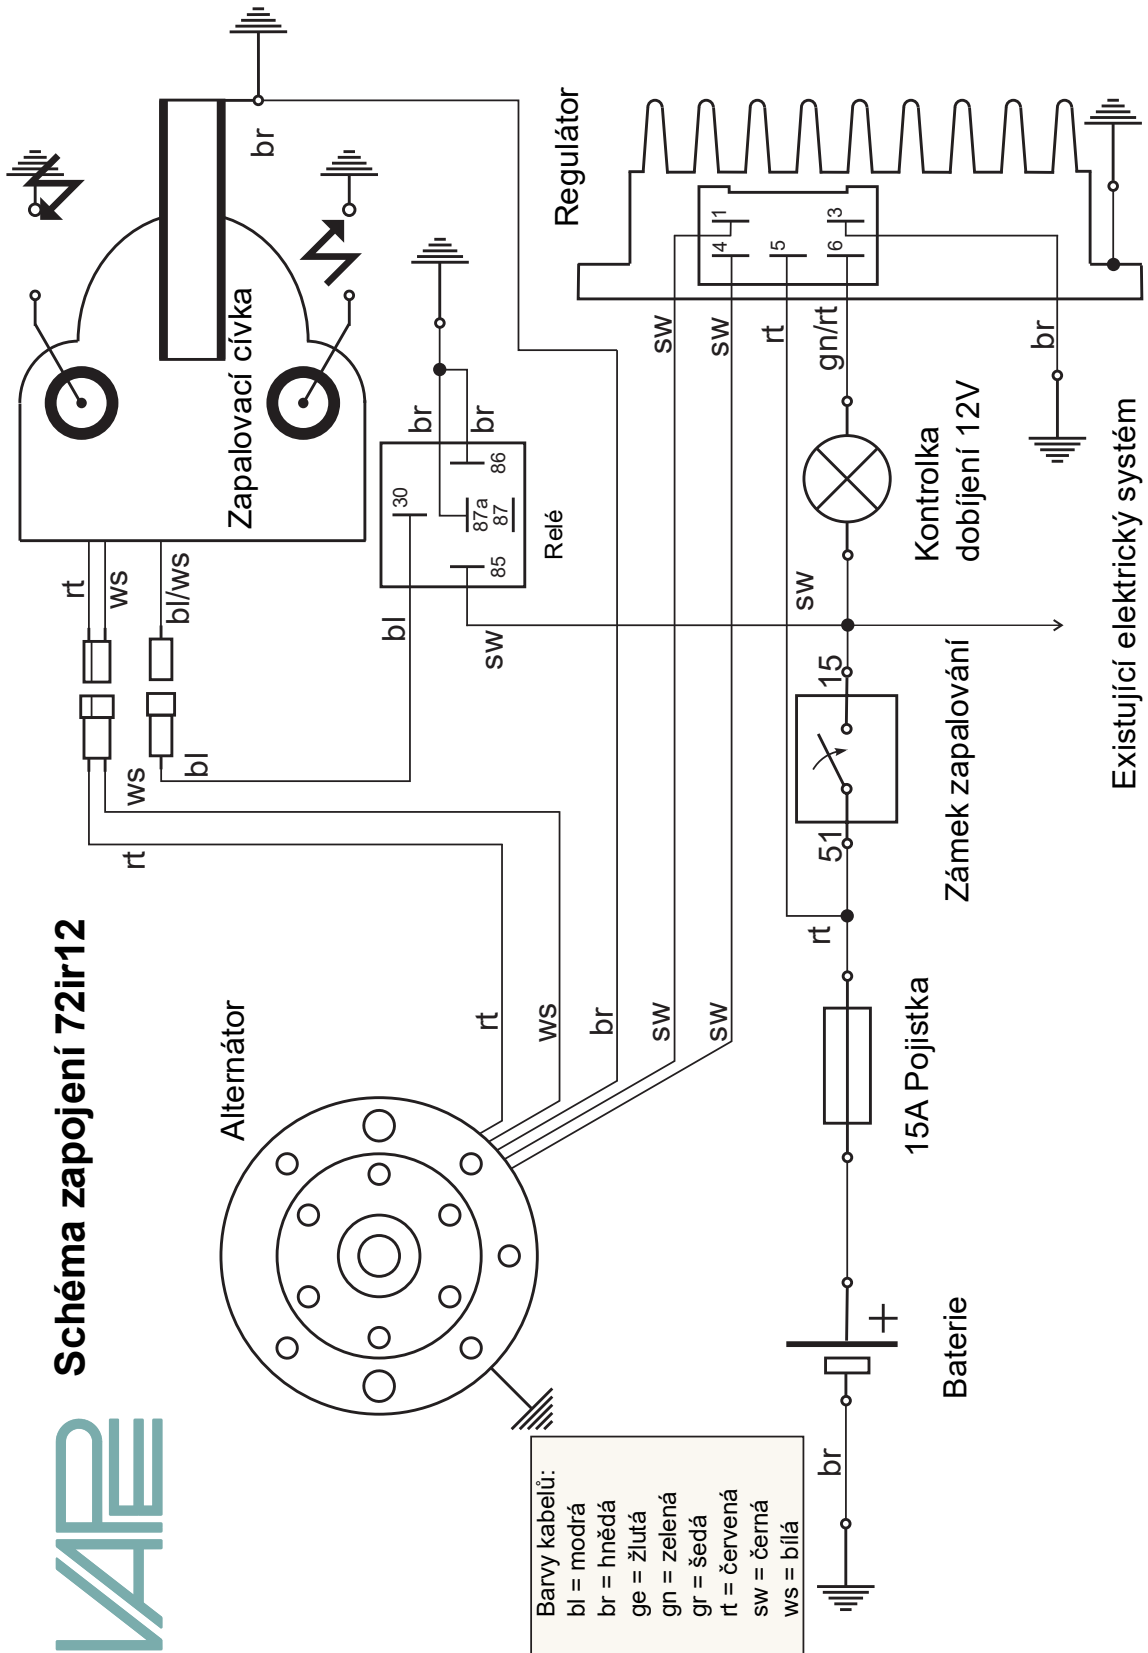 VAPE
Schéma zapojení 72ir12
Alternátor
rt
ws
br
sw
sw
rt
ws
bl
rt
ws
bl/ws
Zapalovací cívka
br
bl
sw
30
85
87a
87
86
Relé
br
br
Regulátor
1
4
5
3
6
sw
sw
rt
gn/rt
br
Kontrolka
dobíjení 12V
sw
15
51
Zámek zapalování
Existující elektrický systém
rt
15A Pojistka
+
Baterie
br
Barvy kabelů:
bl = modrá
br = hnědá
ge = žlutá
gn = zelená
gr = šedá
rt = červená
sw = černá
ws = bílá